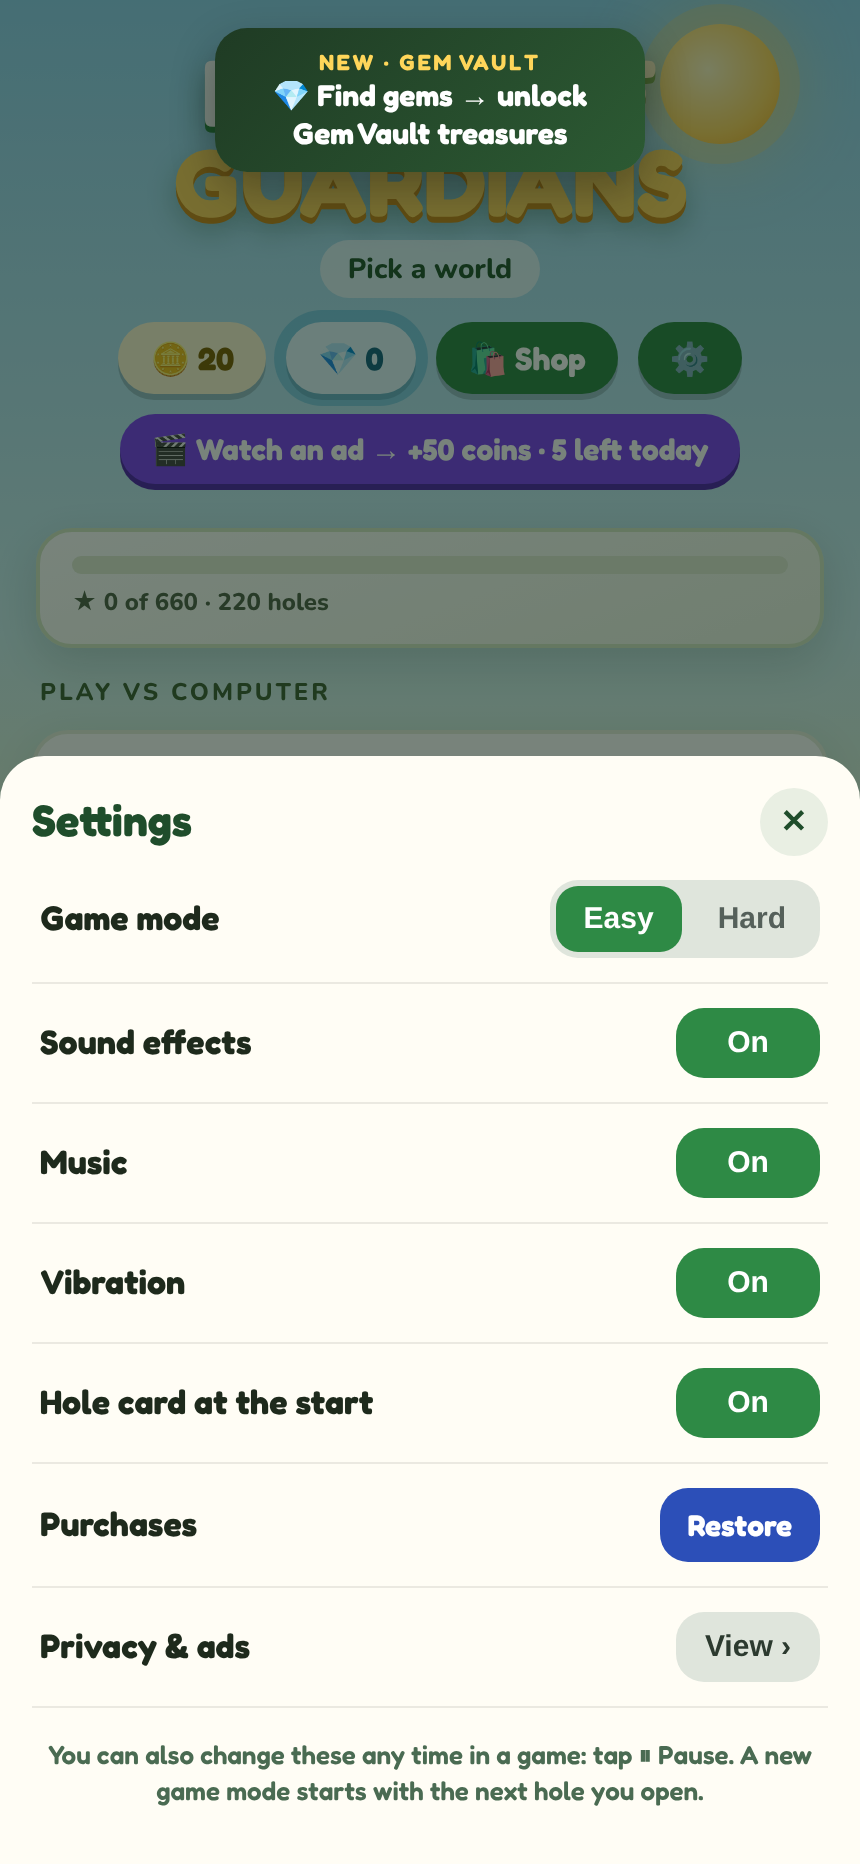 NEW · GEM VAULT
💎 Find gems → unlock
Gem Vault treasures
GUARDIANS
Pick a world
🪙 20
💎 0
🛍️ Shop
⚙️
🎬 Watch an ad → +50 coins · 5 left today
★ 0 of 660 · 220 holes
PLAY VS COMPUTER
Settings
✕
Game mode
Easy
Hard
Sound effects
On
Music
On
Vibration
On
Hole card at the start
On
Purchases
Restore
Privacy & ads
View ›
You can also change these any time in a game: tap ⏸ Pause. A new
game mode starts with the next hole you open.